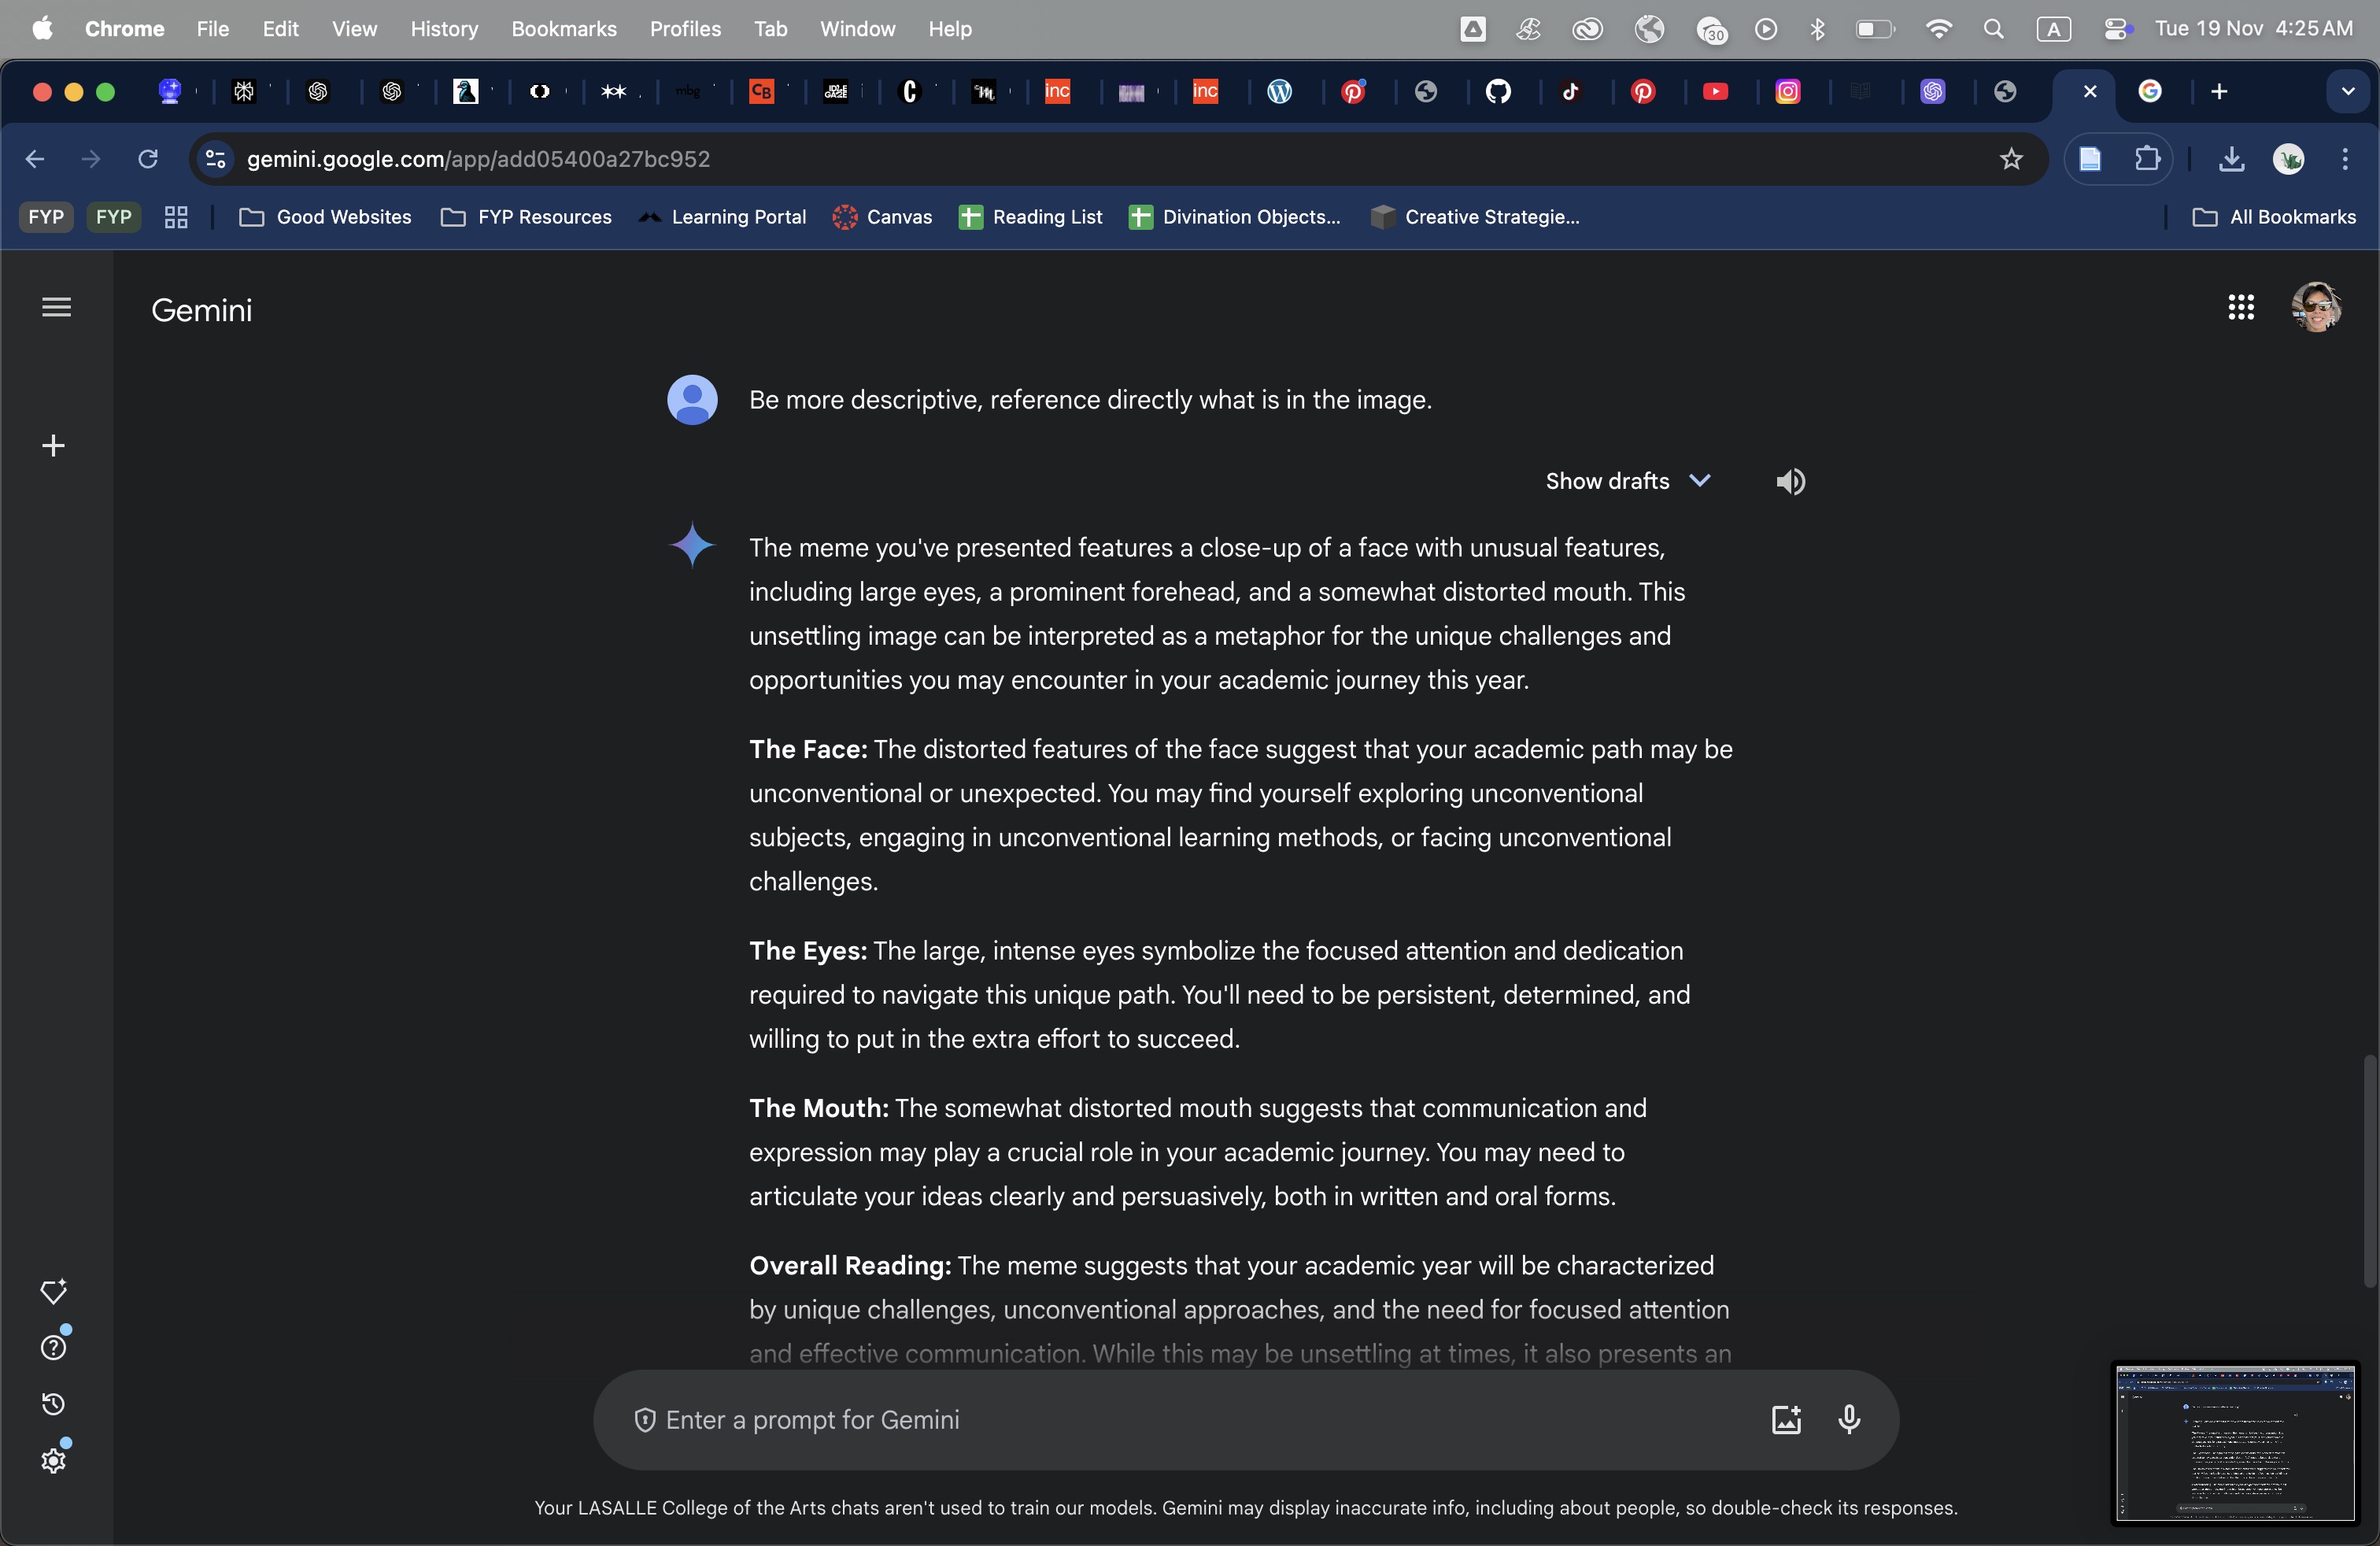 Chrome File Edit View History Bookmarks Profiles Tab Window Help 30 A Tue 19 Nov 4:25 AM
mbg CB inc inc
gemini.google.com/app/add05400a27bc952
FYP FYP Good Websites FYP Resources Learning Portal Canvas Reading List Divination Objects... Creative Strategie... All Bookmarks
Gemini
Be more descriptive, reference directly what is in the image.
Show drafts
The meme you've presented features a close-up of a face with unusual features,
including large eyes, a prominent forehead, and a somewhat distorted mouth. This
unsettling image can be interpreted as a metaphor for the unique challenges and
opportunities you may encounter in your academic journey this year.
The Face: The distorted features of the face suggest that your academic path may be
unconventional or unexpected. You may find yourself exploring unconventional
subjects, engaging in unconventional learning methods, or facing unconventional
challenges.
The Eyes: The large, intense eyes symbolize the focused attention and dedication
required to navigate this unique path. You'll need to be persistent, determined, and
willing to put in the extra effort to succeed.
The Mouth: The somewhat distorted mouth suggests that communication and
expression may play a crucial role in your academic journey. You may need to
articulate your ideas clearly and persuasively, both in written and oral forms.
Overall Reading: The meme suggests that your academic year will be characterized
by unique challenges, unconventional approaches, and the need for focused attention
and effective communication. While this may be unsettling at times, it also presents an
Enter a prompt for Gemini
Your LASALLE College of the Arts chats aren't used to train our models. Gemini may display inaccurate info, including about people, so double-check its responses.